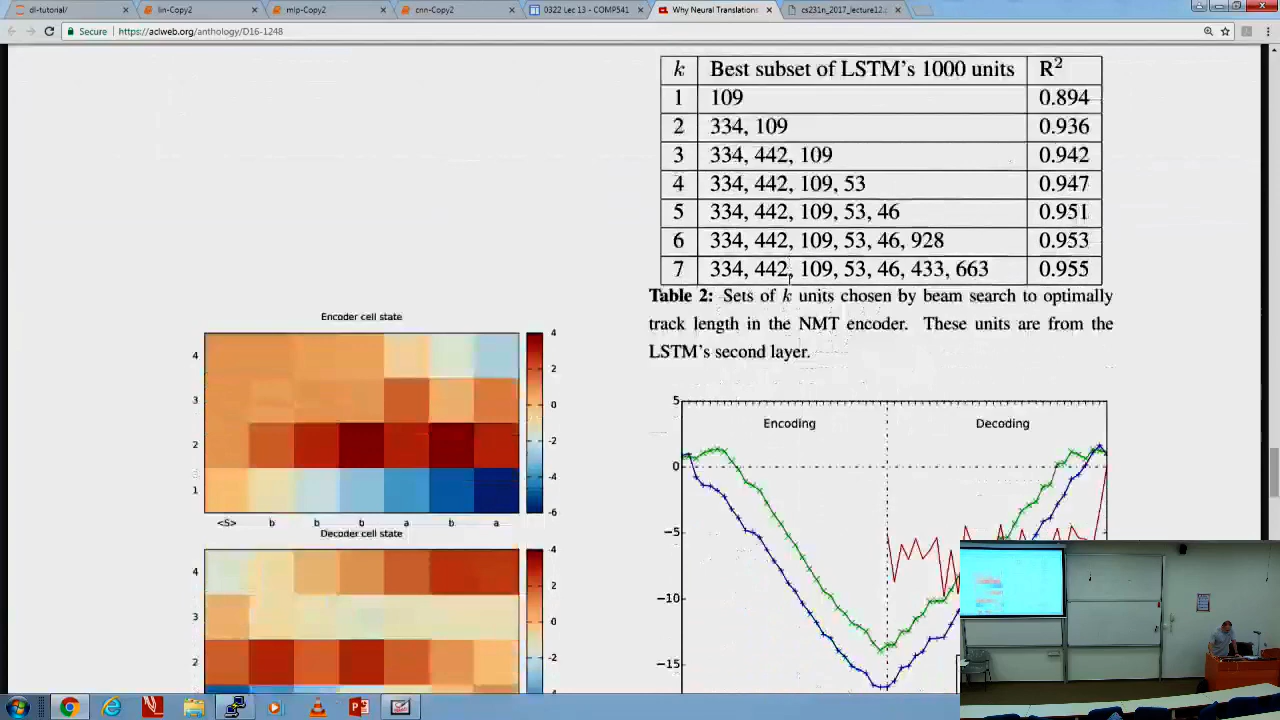 dl-tutorial/
lin-Copy2
mlp-Copy2
cnn-Copy2
0322 Lec 13 - COMP541
Why Neural Translation
cs231n_2017_lecture12.
Secure
https://aclweb.org/anthology/D16-1248
k Best subset of LSTM's 1000 units R²
1 109 0.894
2 334, 109 0.936
3 334, 442, 109 0.942
4 334, 442, 109, 53 0.947
5 334, 442, 109, 53, 46 0.951
6 334, 442, 109, 53, 46, 928 0.953
7 334, 442, 109, 53, 46, 433, 663 0.955
Table 2: Sets of k units chosen by beam search to optimally
track length in the NMT encoder. These units are from the
LSTM's second layer.
Encoder cell state
4
3
2
1
<S> b b b a b a
4
2
0
-2
-4
-6
Decoder cell state
4
3
2
4
2
0
-2
-4
Encoding
Decoding
5
0
−5
−10
−15